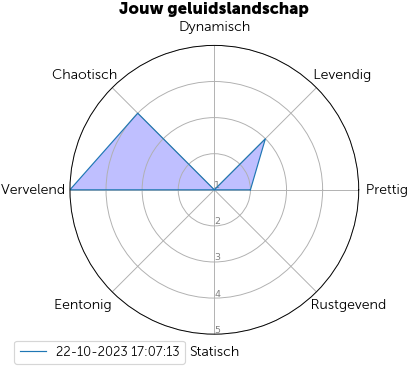 Jouw geluidslandschap
Dynamisch
Chaotisch
Levendig
Vervelend
1
Prettig
2
3
4
5
Eentonig
Rustgevend
22-10-2023 17:07:13
Statisch